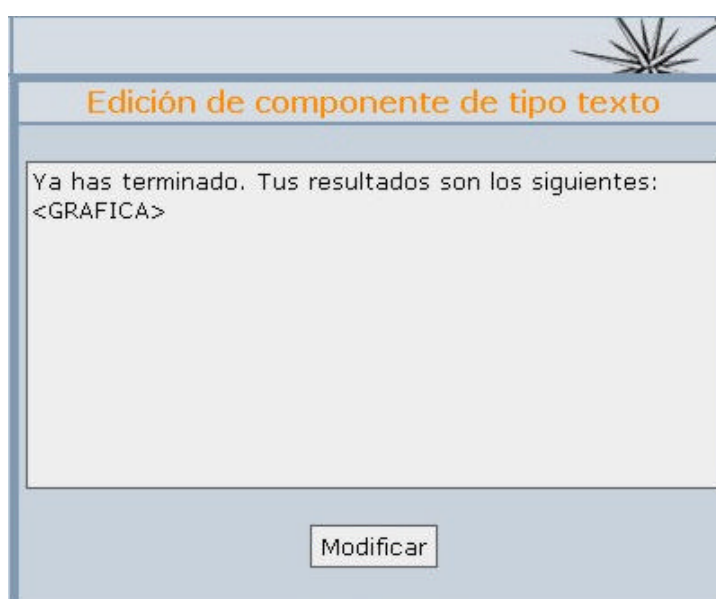 Edición de componente de tipo texto
Ya has terminado. Tus resultados son los siguientes:
<GRAFICA>
Modificar